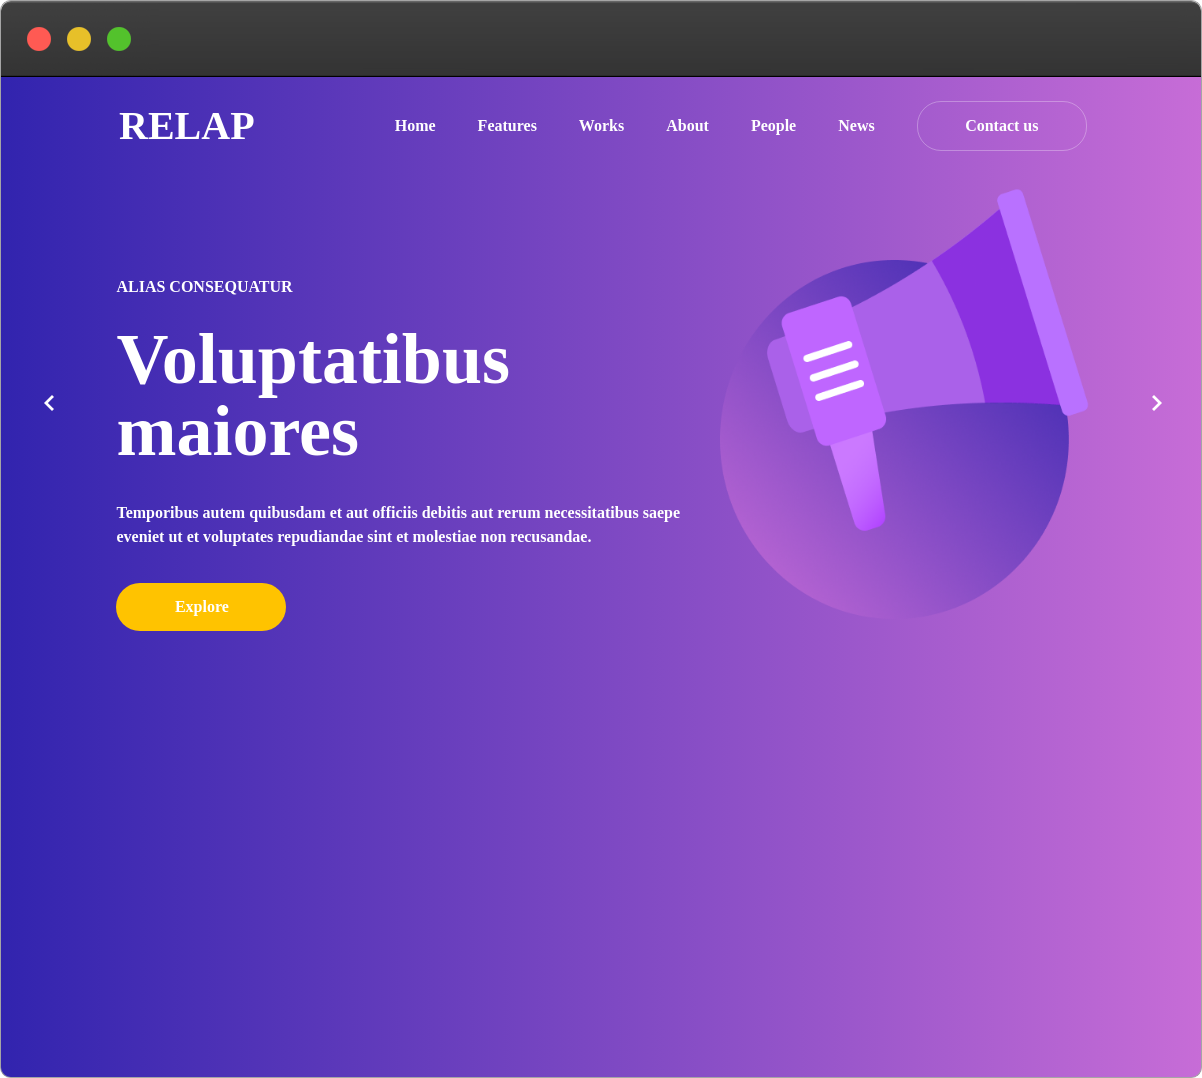 RELAP
Home Features Works About People News Contact us
ALIAS CONSEQUATUR
Voluptatibus
maiores
Temporibus autem quibusdam et aut officiis debitis aut rerum necessitatibus saepe
eveniet ut et voluptates repudiandae sint et molestiae non recusandae.
Explore